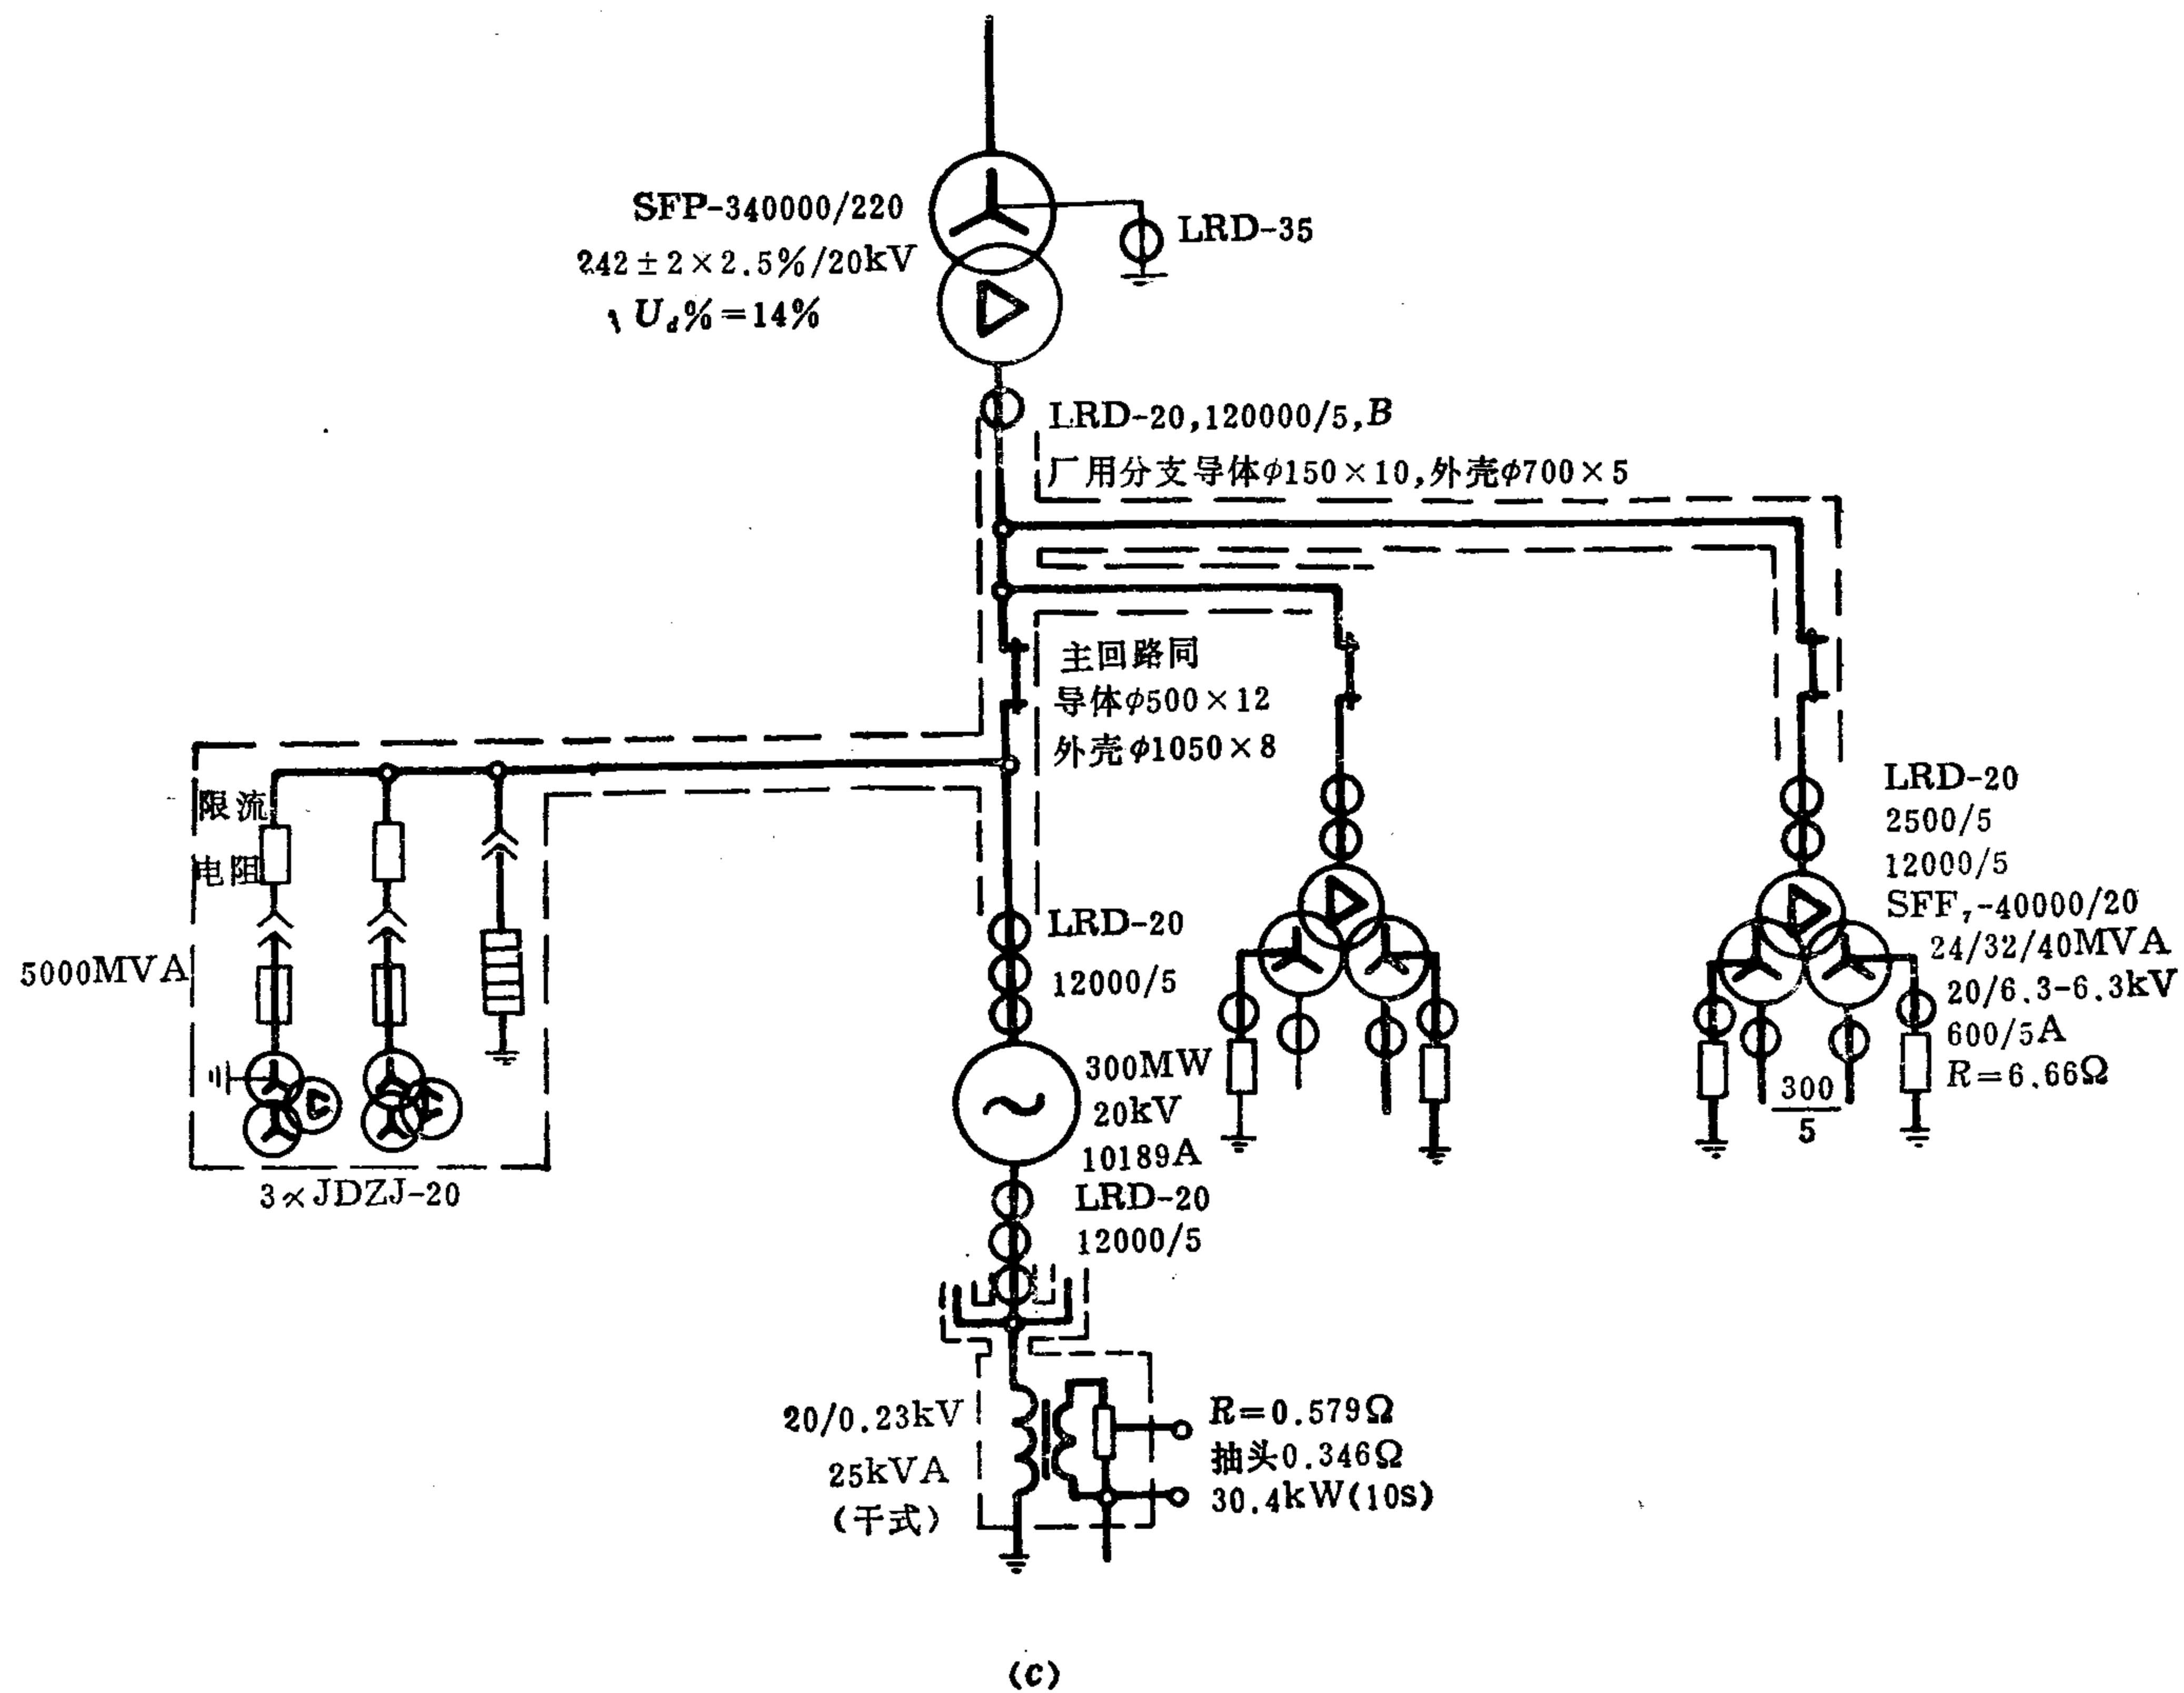 SFP-340000/220
242±2×2.5%/20kV
U_d%=14%
LRD-35
LRD-20,120000/5,B
厂用分支导体φ150×10,外壳φ700×5
主回路同
导体φ500×12
外壳φ1050×8
限流
电阻
5000MVA
3×JDZJ-20
LRD-20
12000/5
300MW
20kV
10189A
LRD-20
12000/5
LRD-20
2500/5
12000/5
SFF₇-40000/20
24/32/40MVA
20/6.3-6.3kV
600/5A
R=6.66Ω
300
5
20/0.23kV
25kVA
(干式)
R=0.579Ω
抽头0.346Ω
30.4kW(10S)
(c)